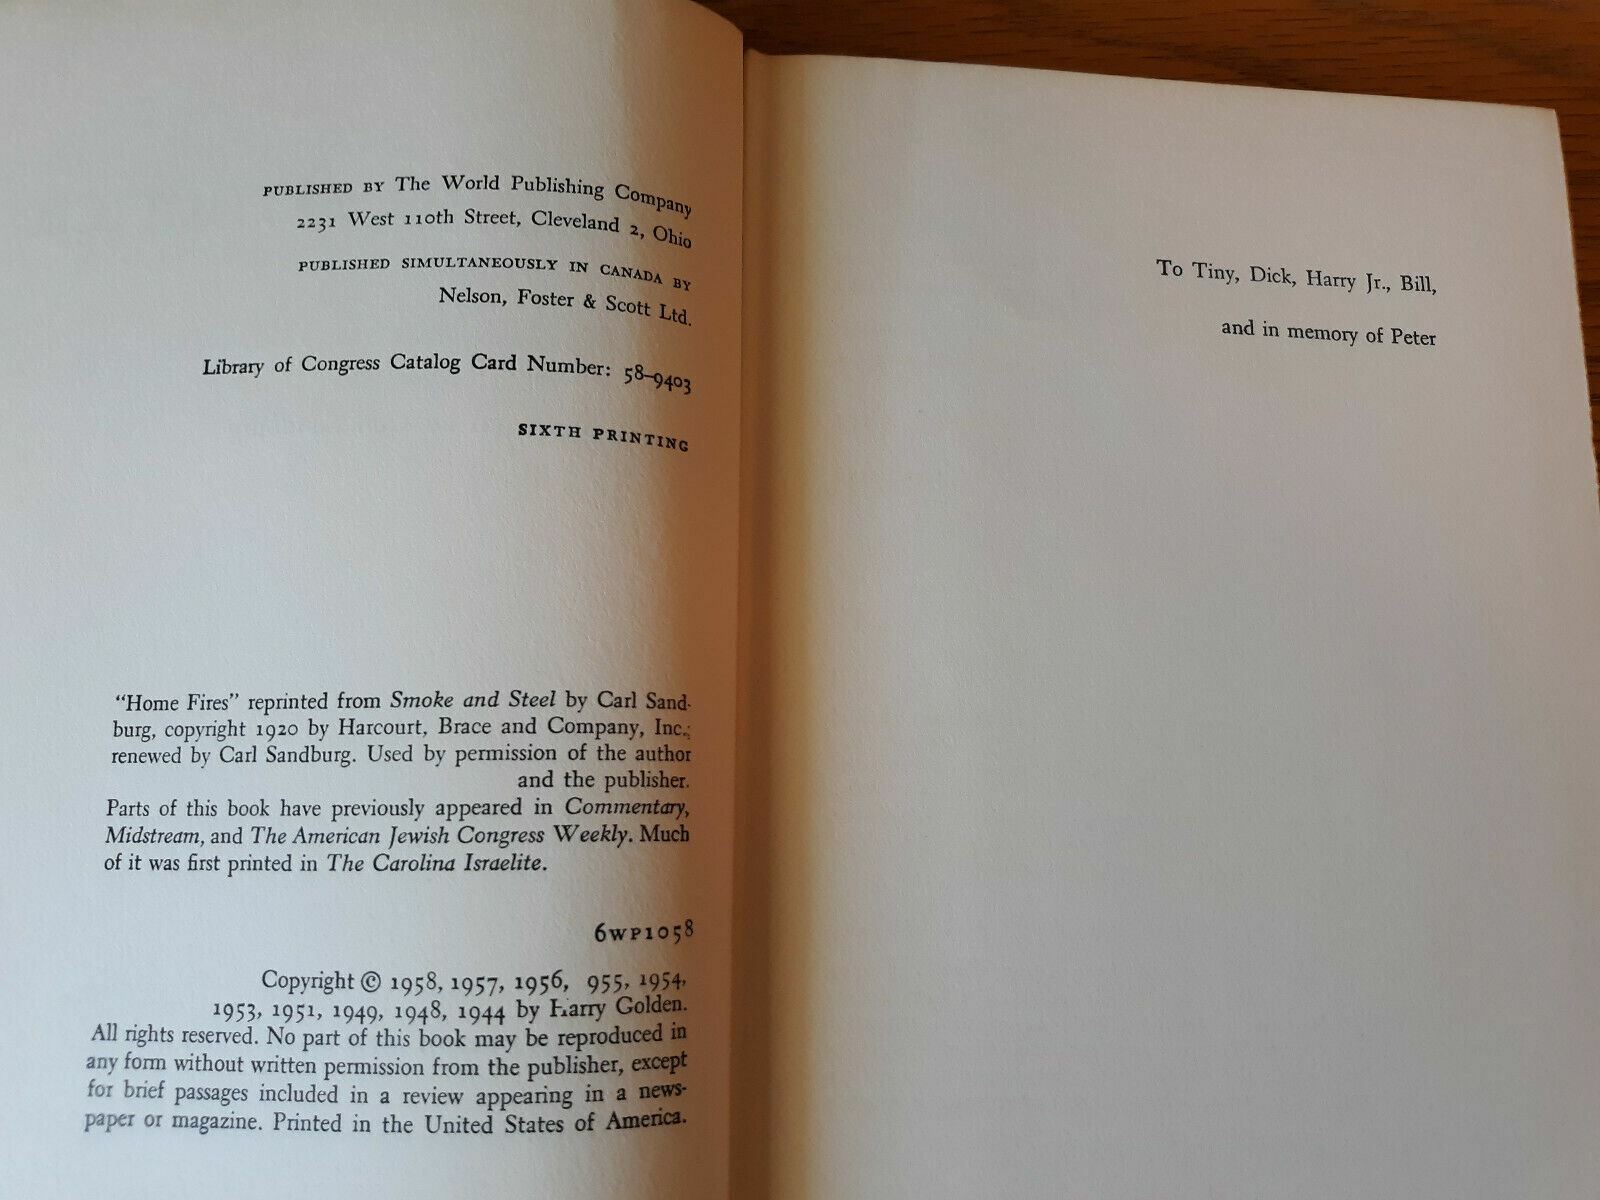 PUBLISHED BY The World Publishing Company
2231 West 110th Street, Cleveland 2, Ohio
PUBLISHED SIMULTANEOUSLY IN CANADA BY
Nelson, Foster & Scott Ltd.
Library of Congress Catalog Card Number: 58–9403
SIXTH PRINTING
"Home Fires" reprinted from Smoke and Steel by Carl Sand-
burg, copyright 1920 by Harcourt, Brace and Company, Inc.;
renewed by Carl Sandburg. Used by permission of the author
and the publisher.
Parts of this book have previously appeared in Commentary,
Midstream, and The American Jewish Congress Weekly. Much
of it was first printed in The Carolina Israelite.
6WP1058
Copyright © 1958, 1957, 1956, 955, 1954,
1953, 1951, 1949, 1948, 1944 by Harry Golden.
All rights reserved. No part of this book may be reproduced in
any form without written permission from the publisher, except
for brief passages included in a review appearing in a news-
paper or magazine. Printed in the United States of America.
To Tiny, Dick, Harry Jr., Bill,
and in memory of Peter